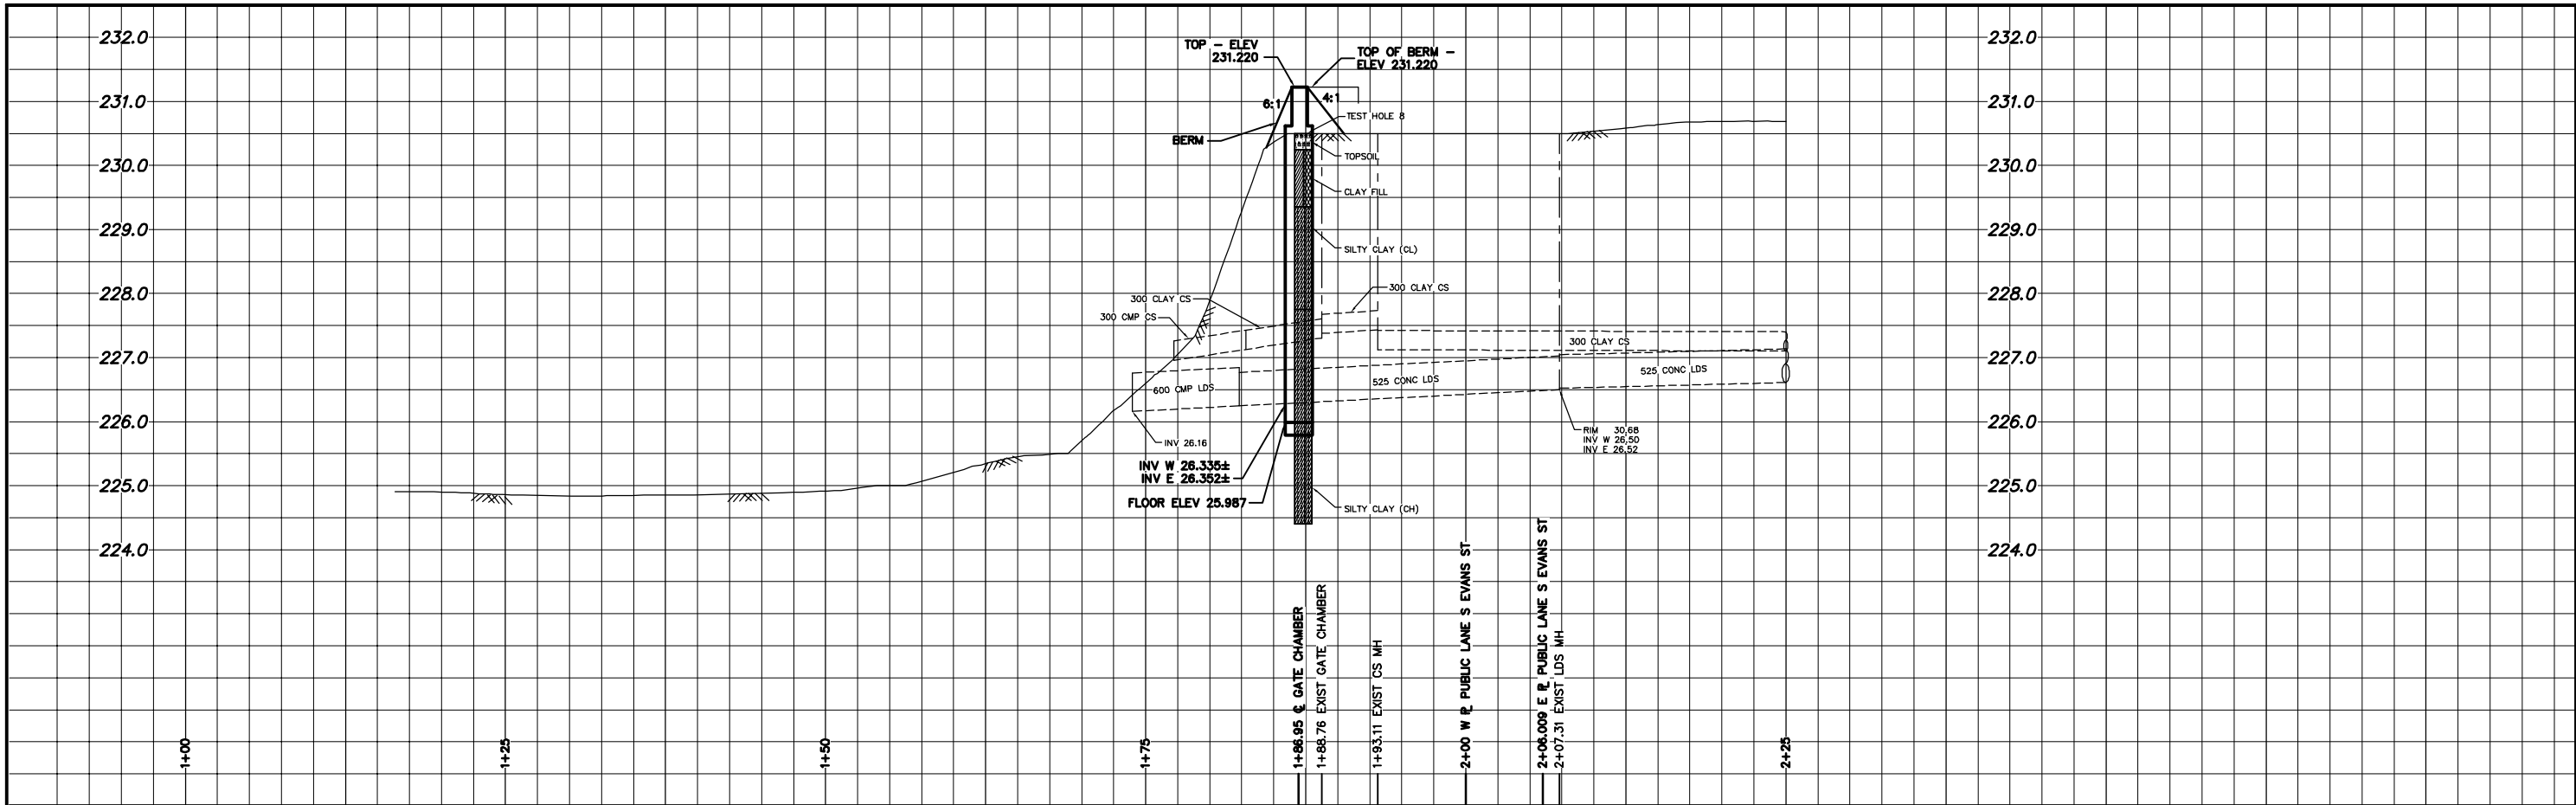 232.0
231.0
230.0
229.0
228.0
227.0
226.0
225.0
224.0
TOP - ELEV
231.220
TOP OF BERM -
ELEV 231.220
6:1
4:1
BERM
TEST HOLE 8
TOPSOIL
CLAY FILL
SILTY CLAY (CL)
300 CLAY CS
300 CMP CS
300 CLAY CS
300 CLAY CS
600 CMP LDS
525 CONC LDS
525 CONC LDS
INV 26.16
RIM 30.68
INV W 26.50
INV E 26.52
INV W 26.335±
INV E 26.352±
FLOOR ELEV 25.987
SILTY CLAY (CH)
232.0
231.0
230.0
229.0
228.0
227.0
226.0
225.0
224.0
1+00
1+25
1+50
1+75
1+86.95 ℄ GATE CHAMBER
1+88.76 EXIST GATE CHAMBER
1+93.11 EXIST CS MH
2+00 W ⅊ PUBLIC LANE S EVANS ST
2+06.009 E ⅊ PUBLIC LANE S EVANS ST
2+07.31 EXIST LDS MH
2+25